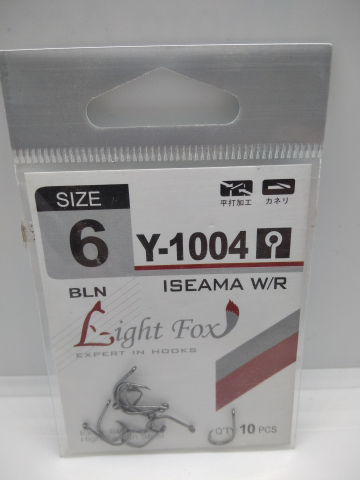 SIZE
6
BLN
平打加工
カネリ
Y-1004
ISEAMA W/R
Light Fox
EXPERT IN HOOKS
Q'TY 10 PCS